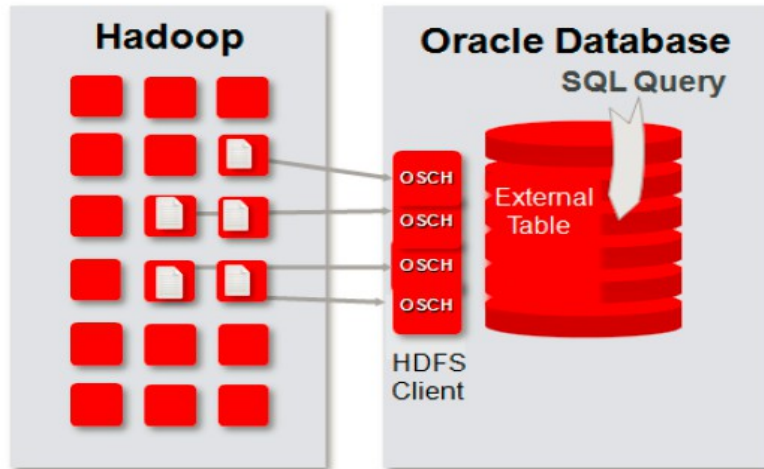 Hadoop
Oracle Database
SQL Query
OSCH
OSCH
OSCH
OSCH
External
Table
HDFS
Client